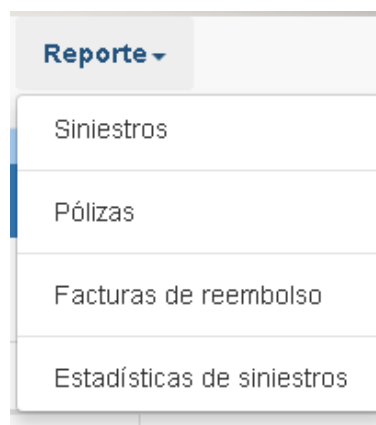 Reporte
Siniestros
Pólizas
Facturas de reembolso
Estadísticas de siniestros